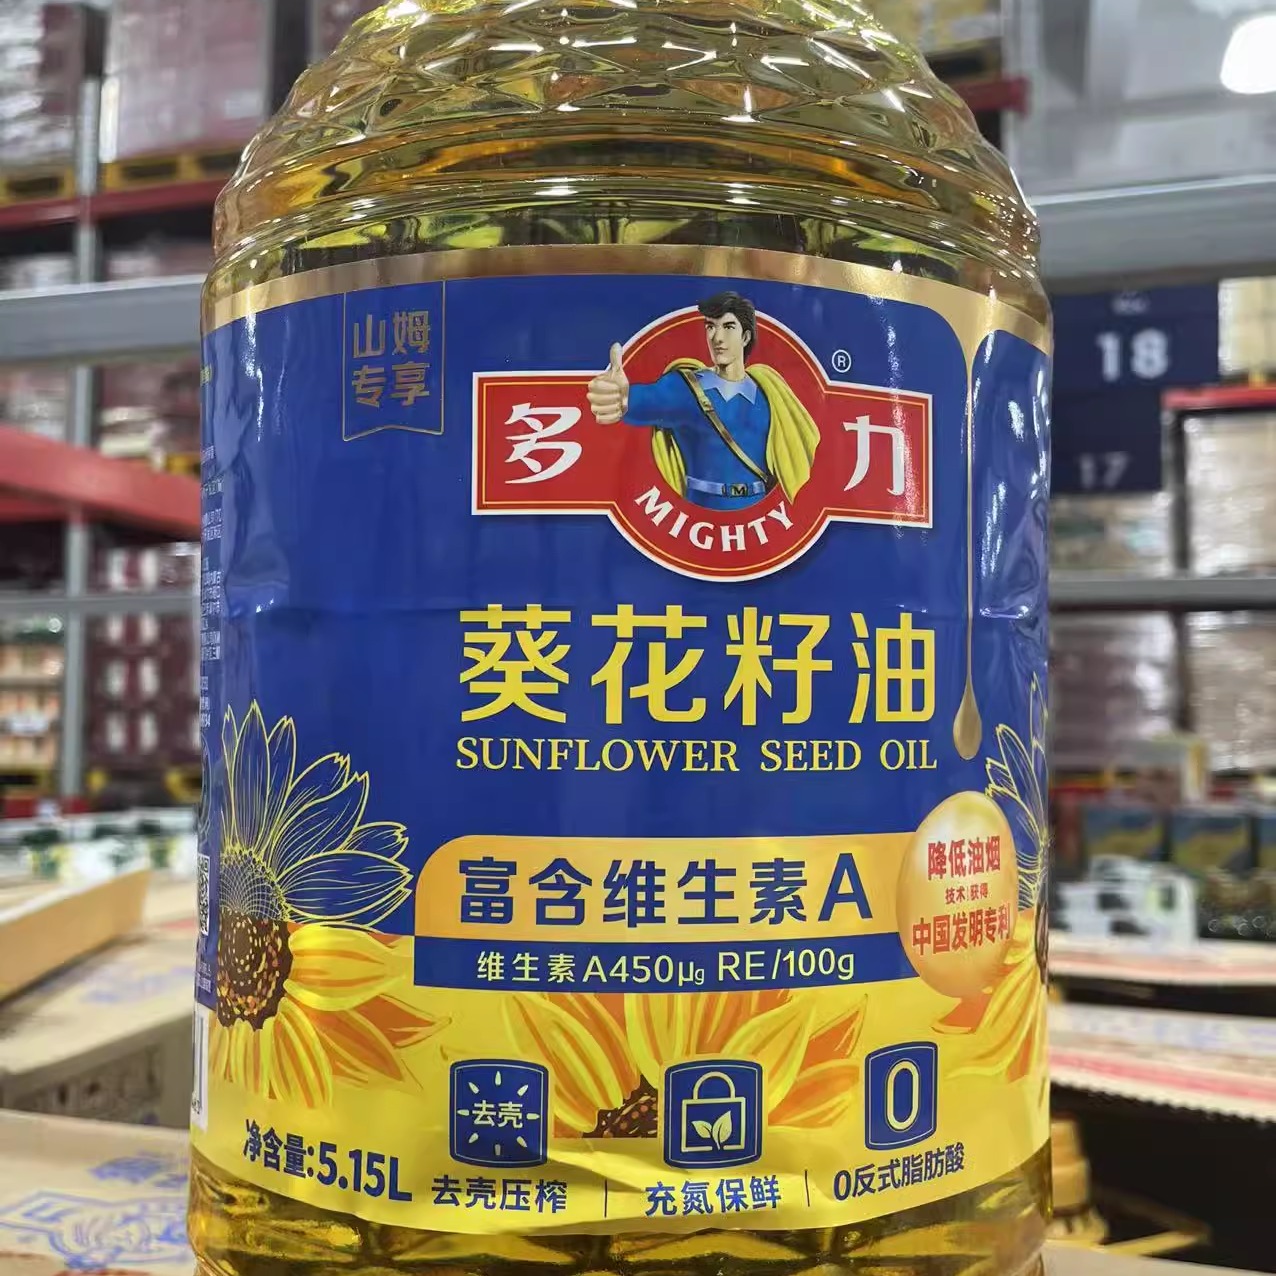 山姆
专享
多力
®
MIGHTY
葵花籽油
SUNFLOWER SEED OIL
富含维生素A
维生素A450μg RE/100g
降低油烟
技术|获得
中国发明专利
去壳
0
净含量:5.15L
去壳压榨
充氮保鲜
0反式脂肪酸
18
17